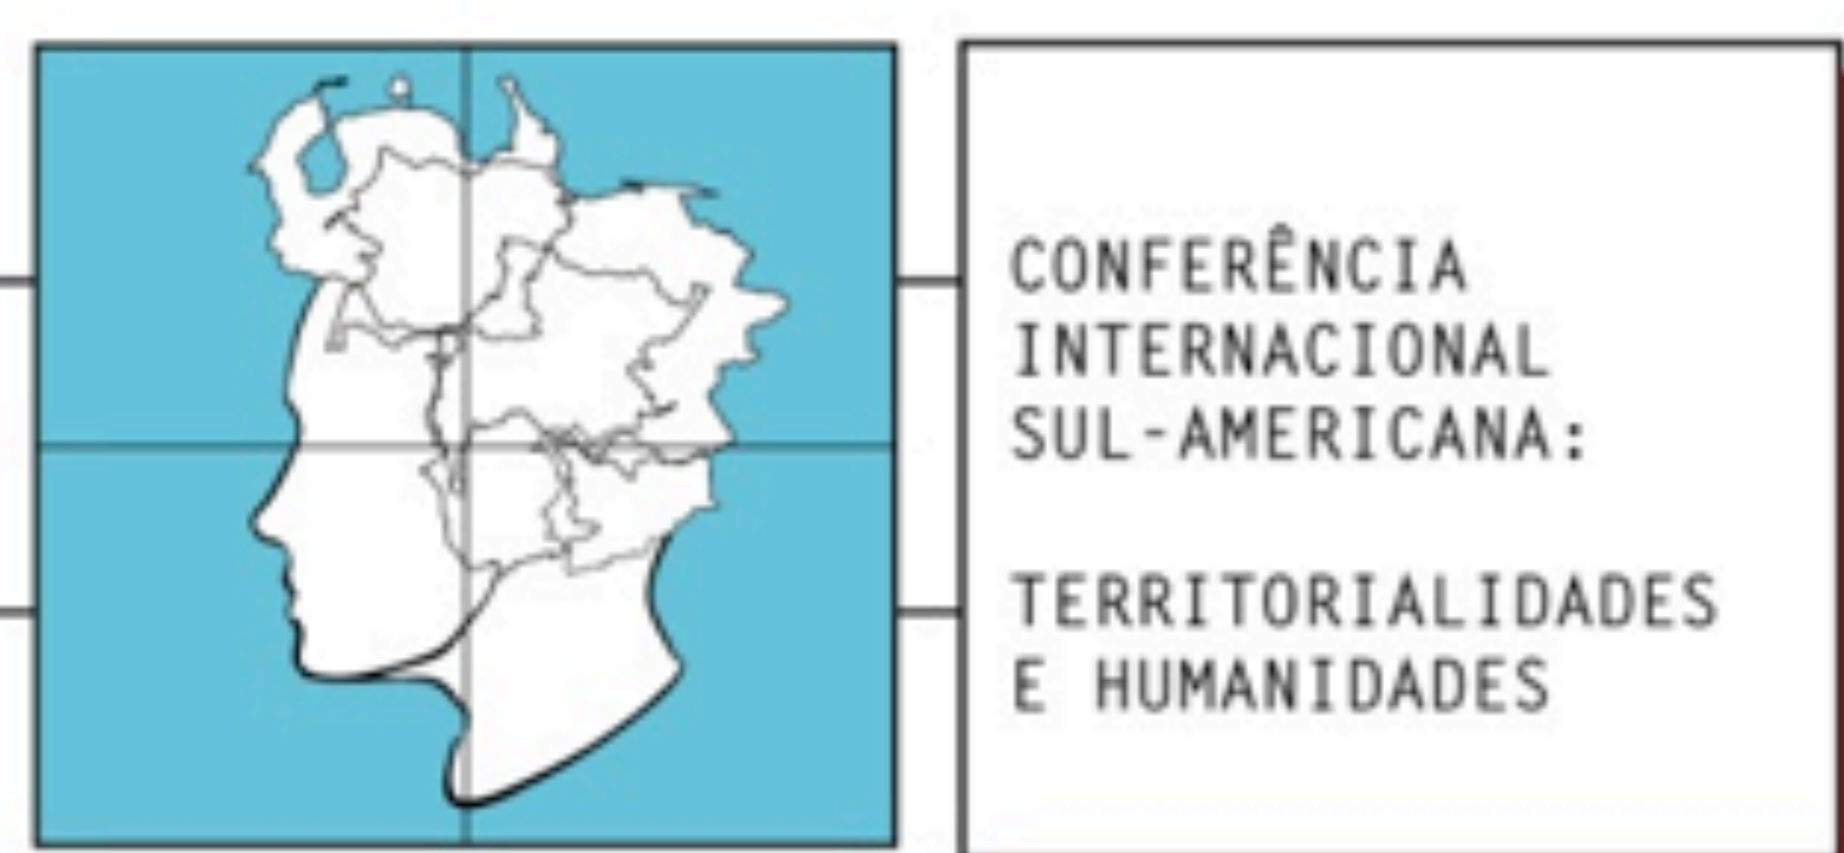 CONFERÊNCIA
INTERNACIONAL
SUL-AMERICANA:
TERRITORIALIDADES
E HUMANIDADES